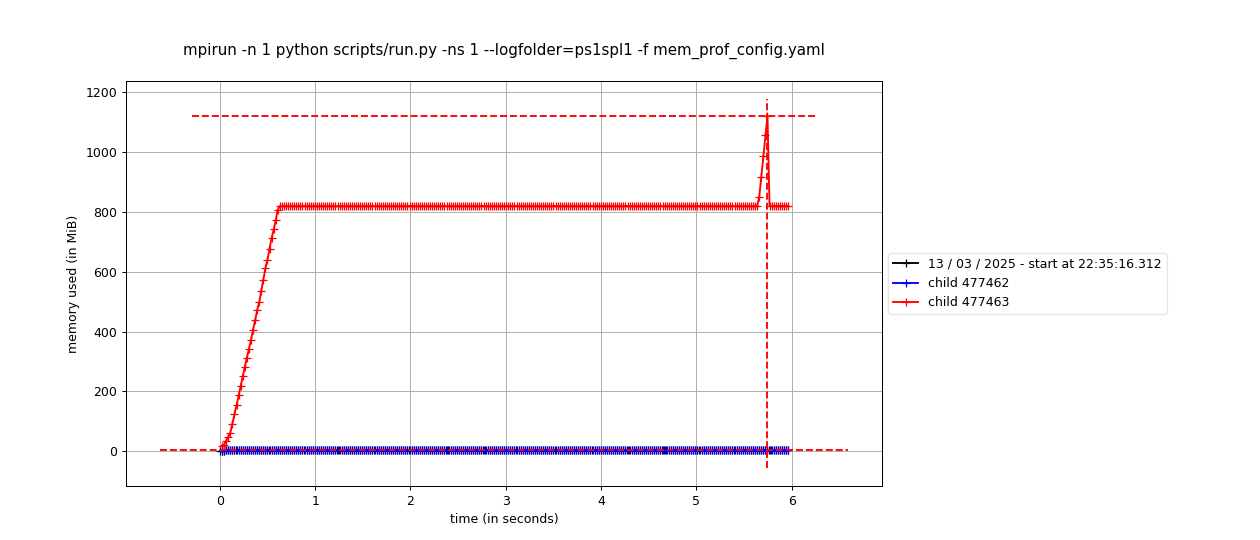 mpirun -n 1 python scripts/run.py -ns 1 --logfolder=ps1spl1 -f mem_prof_config.yaml
1200
1000
800
600
400
200
0
memory used (in MiB)
0 1 2 3 4 5 6
time (in seconds)
13 / 03 / 2025 - start at 22:35:16.312
child 477462
child 477463